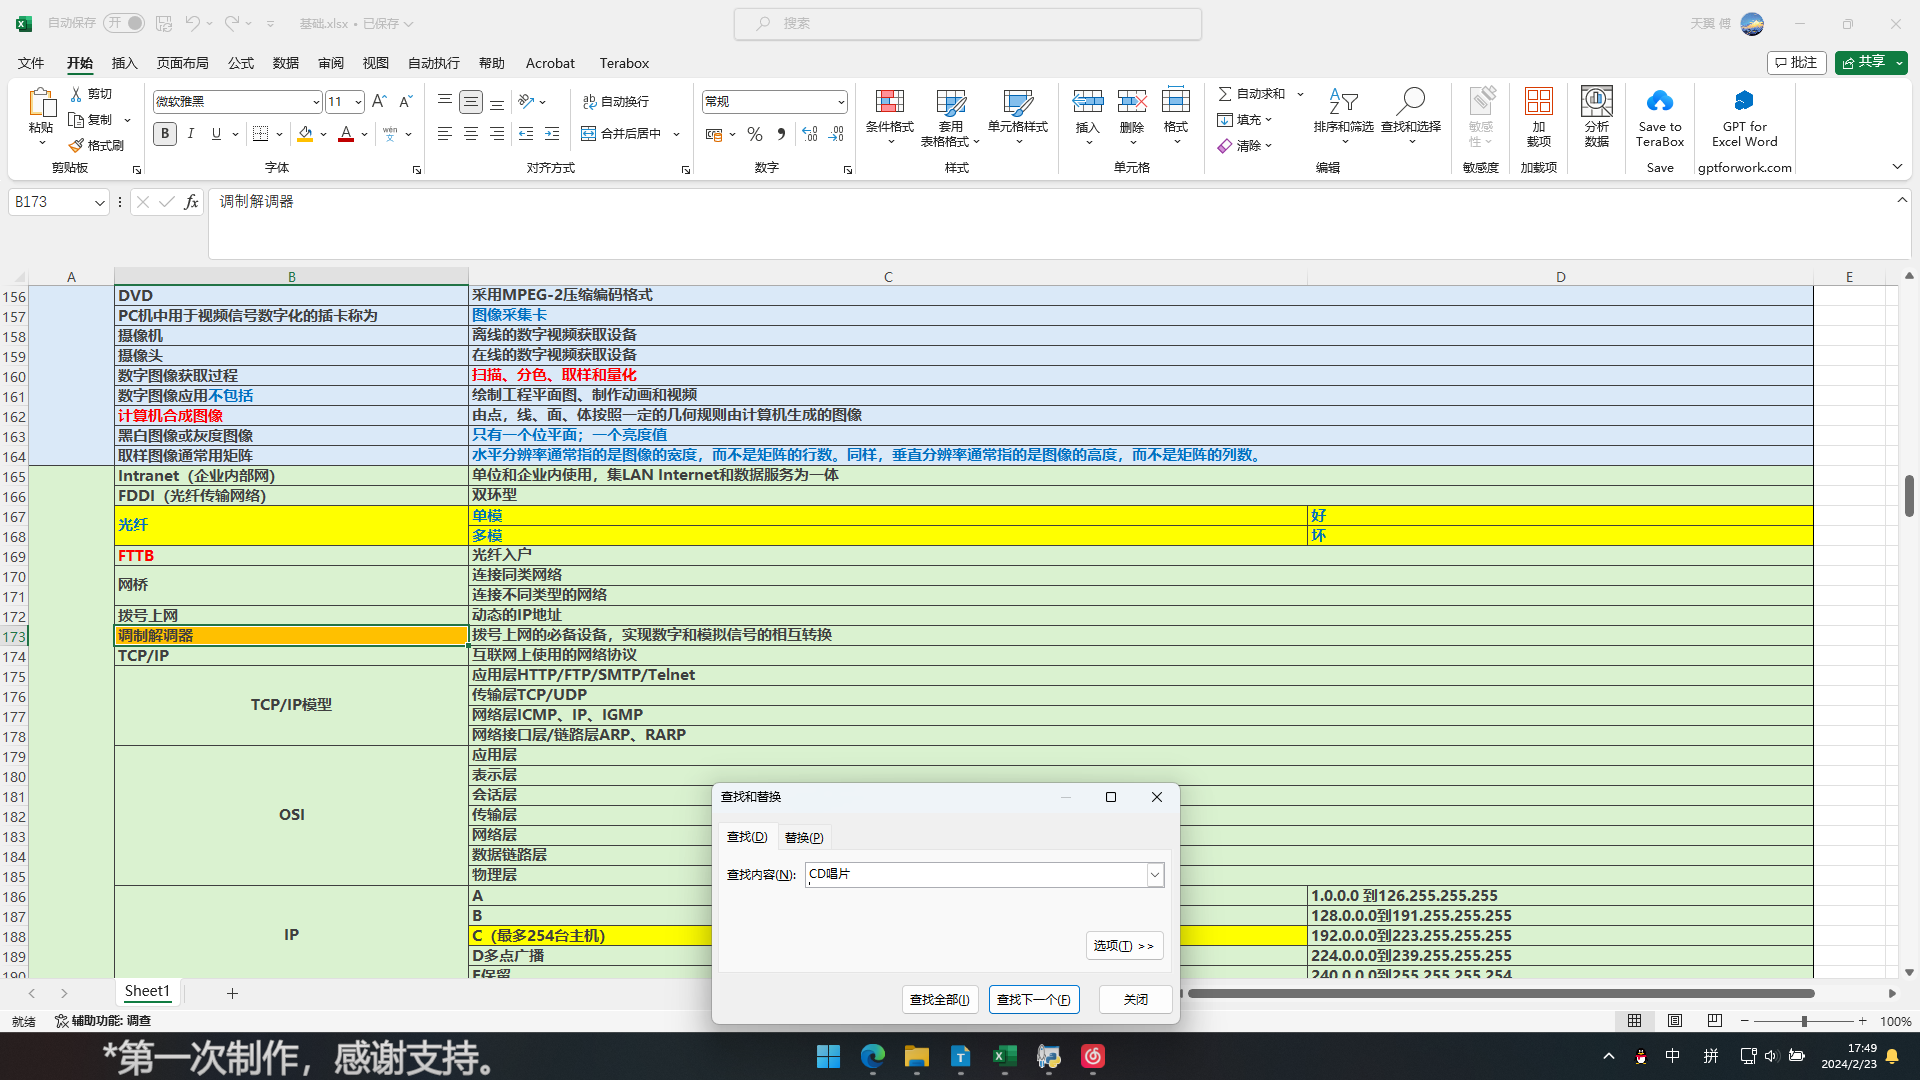 自动保存 开 基础.xlsx • 已保存 搜索 天翼 傅
文件 开始 插入 页面布局 公式 数据 审阅 视图 自动执行 帮助 Acrobat Terabox 批注 共享
粘贴 剪切 复制 格式刷 剪贴板
微软雅黑 11 B I U A wén 文 字体
自动换行 合并后居中 对齐方式
常规 % 数字
条件格式 套用 表格格式 单元格样式 样式
插入 删除 格式 单元格
自动求和 填充 清除 排序和筛选 查找和选择 编辑
敏感性 敏感度
加载项 加载项
分析数据
Save to TeraBox Save
GPT for Excel Word gptforwork.com
B173 fx 调制解调器
A B C D E
156 DVD 采用MPEG-2压缩编码格式
157 PC机中用于视频信号数字化的插卡称为 图像采集卡
158 摄像机 离线的数字视频获取设备
159 摄像头 在线的数字视频获取设备
160 数字图像获取过程 扫描、分色、取样和量化
161 数字图像应用不包括 绘制工程平面图、制作动画和视频
162 计算机合成图像 由点，线、面、体按照一定的几何规则由计算机生成的图像
163 黑白图像或灰度图像 只有一个位平面；一个亮度值
164 取样图像通常用矩阵 水平分辨率通常指的是图像的宽度，而不是矩阵的行数。同样，垂直分辨率通常指的是图像的高度，而不是矩阵的列数。
165 Intranet（企业内部网） 单位和企业内使用，集LAN Internet和数据服务为一体
166 FDDI（光纤传输网络） 双环型
167 光纤 单模 好
168 多模 坏
169 FTTB 光纤入户
170 网桥 连接同类网络
171 连接不同类型的网络
172 拨号上网 动态的IP地址
173 调制解调器 拨号上网的必备设备，实现数字和模拟信号的相互转换
174 TCP/IP 互联网上使用的网络协议
175 TCP/IP模型 应用层HTTP/FTP/SMTP/Telnet
176 传输层TCP/UDP
177 网络层ICMP、IP、IGMP
178 网络接口层/链路层ARP、RARP
179 OSI 应用层
180 表示层
181 会话层
182 传输层
183 网络层
184 数据链路层
185 物理层
186 IP A 1.0.0.0 到126.255.255.255
187 B 128.0.0.0到191.255.255.255
188 C（最多254台主机） 192.0.0.0到223.255.255.255
189 D多点广播 224.0.0.0到239.255.255.255
190 E保留 240.0.0.0到255.255.255.254
查找和替换
查找(D) 替换(P)
查找内容(N): CD唱片
选项(T) >>
查找全部(I) 查找下一个(F) 关闭
Sheet1
就绪 辅助功能: 调查 100%
*第一次制作，感谢支持。
中 拼 17:49
2024/2/23